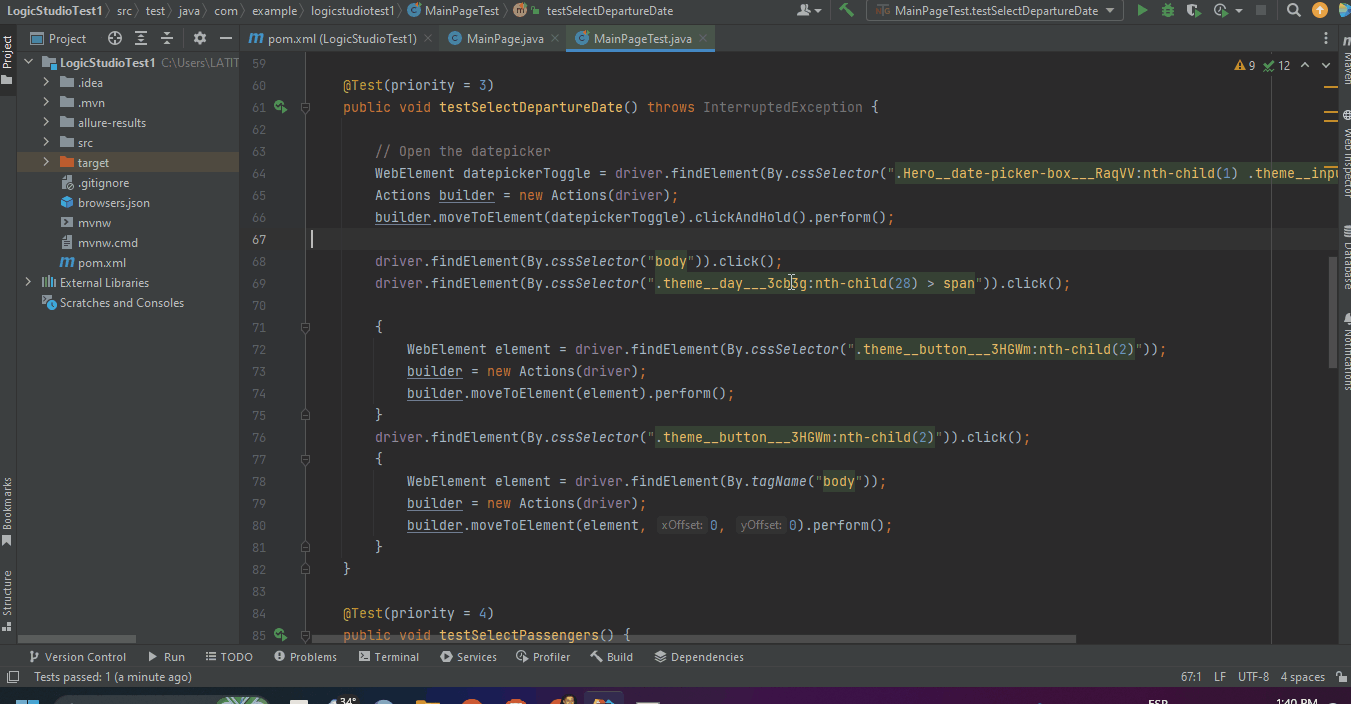 LogicStudioTest1 〉 src 〉 test 〉 java 〉 com 〉 example 〉 logicstudiotest1 〉 MainPageTest 〉 testSelectDepartureDate
MainPageTest.testSelectDepartureDate
Project
pom.xml (LogicStudioTest1)
MainPage.java
MainPageTest.java
Project
LogicStudioTest1 C:\Users\LATIT
.idea
.mvn
allure-results
src
target
.gitignore
browsers.json
mvnw
mvnw.cmd
pom.xml
External Libraries
Scratches and Consoles
Bookmarks
Structure
9 12
59
60 @Test(priority = 3)
61 public void testSelectDepartureDate() throws InterruptedException {
62
63 // Open the datepicker
64 WebElement datepickerToggle = driver.findElement(By.cssSelector(".Hero__date-picker-box___RaqVV:nth-child(1) .theme__inpu
65 Actions builder = new Actions(driver);
66 builder.moveToElement(datepickerToggle).clickAndHold().perform();
67
68 driver.findElement(By.cssSelector("body")).click();
69 driver.findElement(By.cssSelector(".theme__day___3cb3g:nth-child(28) > span")).click();
70
71 {
72 WebElement element = driver.findElement(By.cssSelector(".theme__button___3HGWm:nth-child(2)"));
73 builder = new Actions(driver);
74 builder.moveToElement(element).perform();
75 }
76 driver.findElement(By.cssSelector(".theme__button___3HGWm:nth-child(2)")).click();
77 {
78 WebElement element = driver.findElement(By.tagName("body"));
79 builder = new Actions(driver);
80 builder.moveToElement(element, xOffset: 0, yOffset: 0).perform();
81 }
82 }
83
84 @Test(priority = 4)
85 public void testSelectPassengers() {
Maven
Web Inspector
Database
Notifications
Version Control
Run
TODO
Problems
Terminal
Services
Profiler
Build
Dependencies
Tests passed: 1 (a minute ago)
67:1 LF UTF-8 4 spaces
34°
ESP
1:40 PM